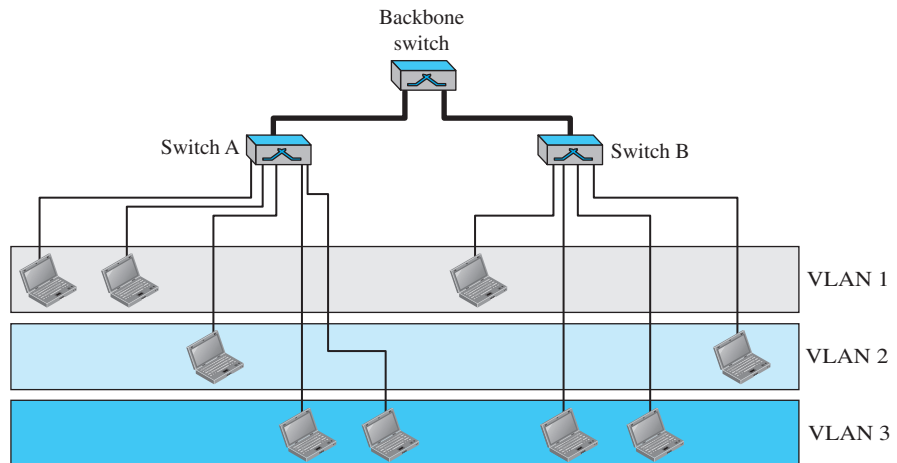 Backbone
switch
Switch A
Switch B
VLAN 1
VLAN 2
VLAN 3